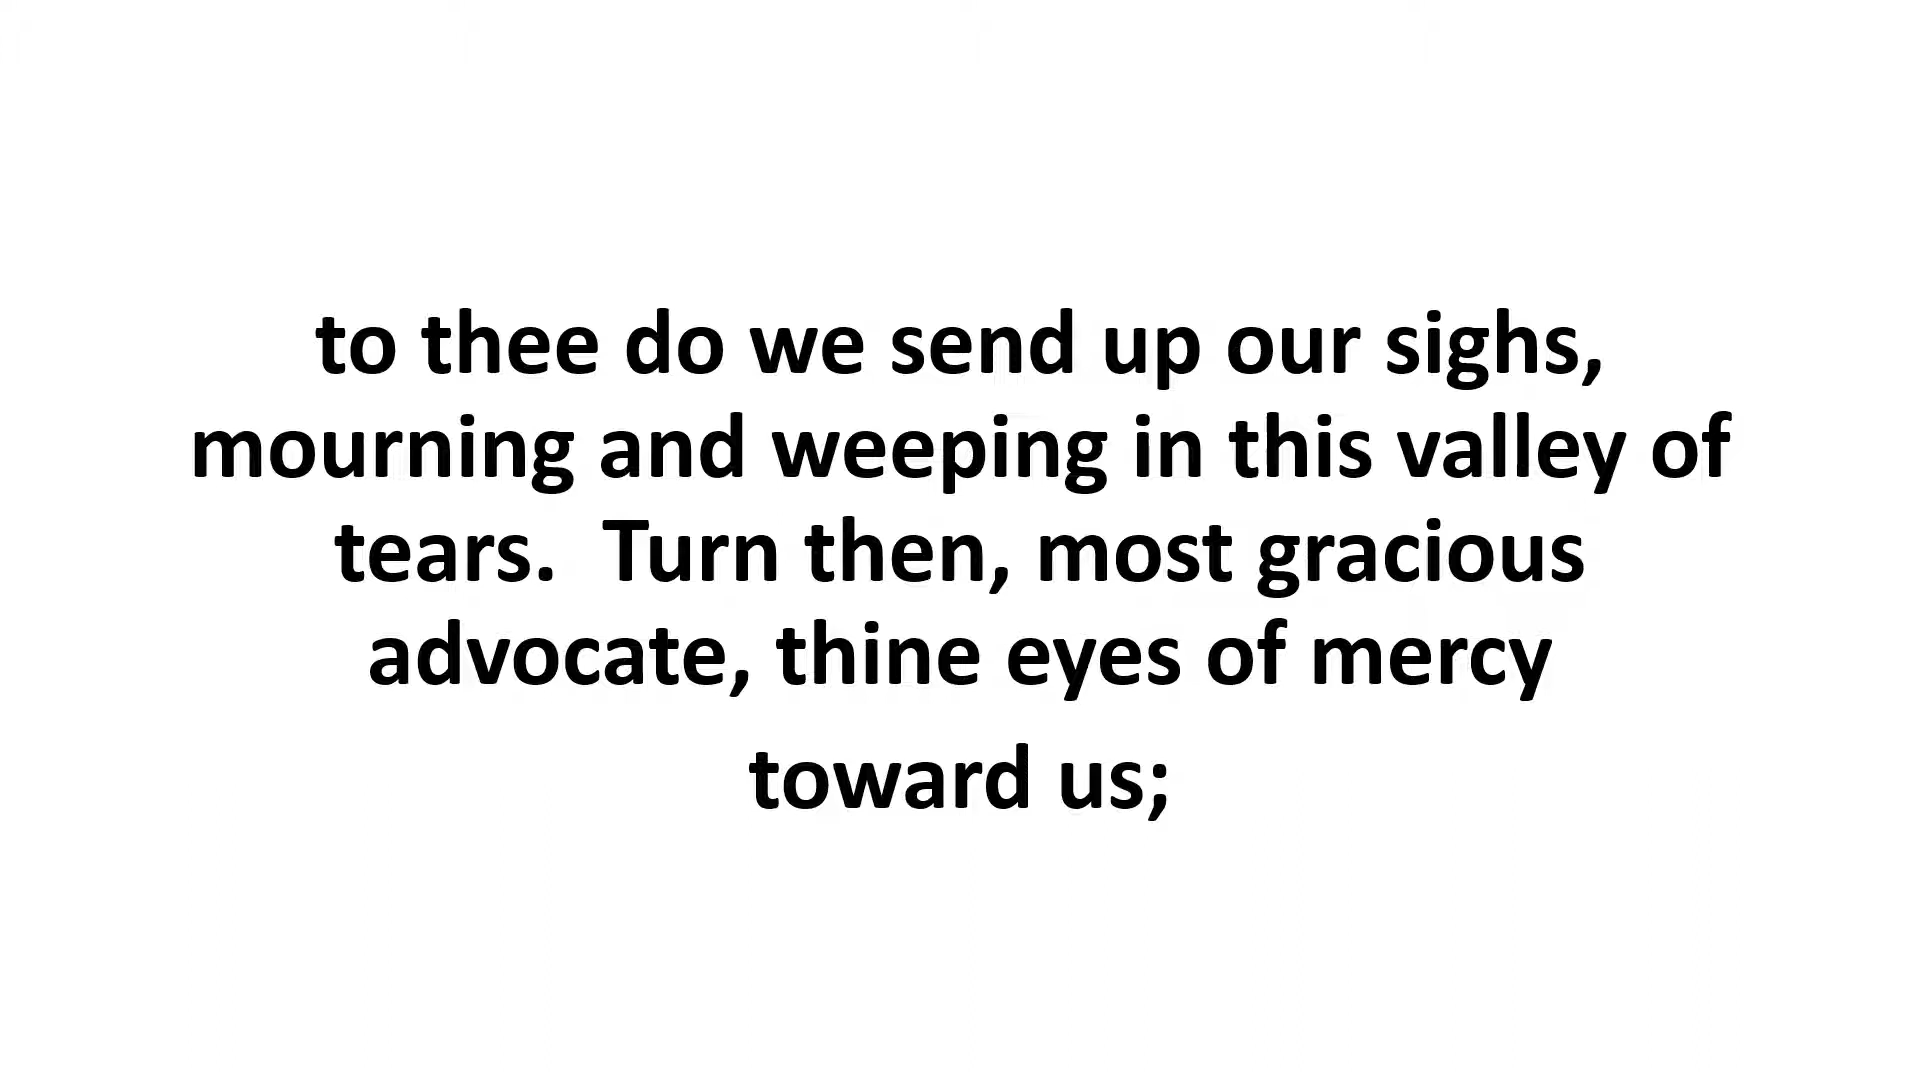 to thee do we send up our sighs,
mourning and weeping in this valley of
tears.  Turn then, most gracious
advocate, thine eyes of mercy
toward us;